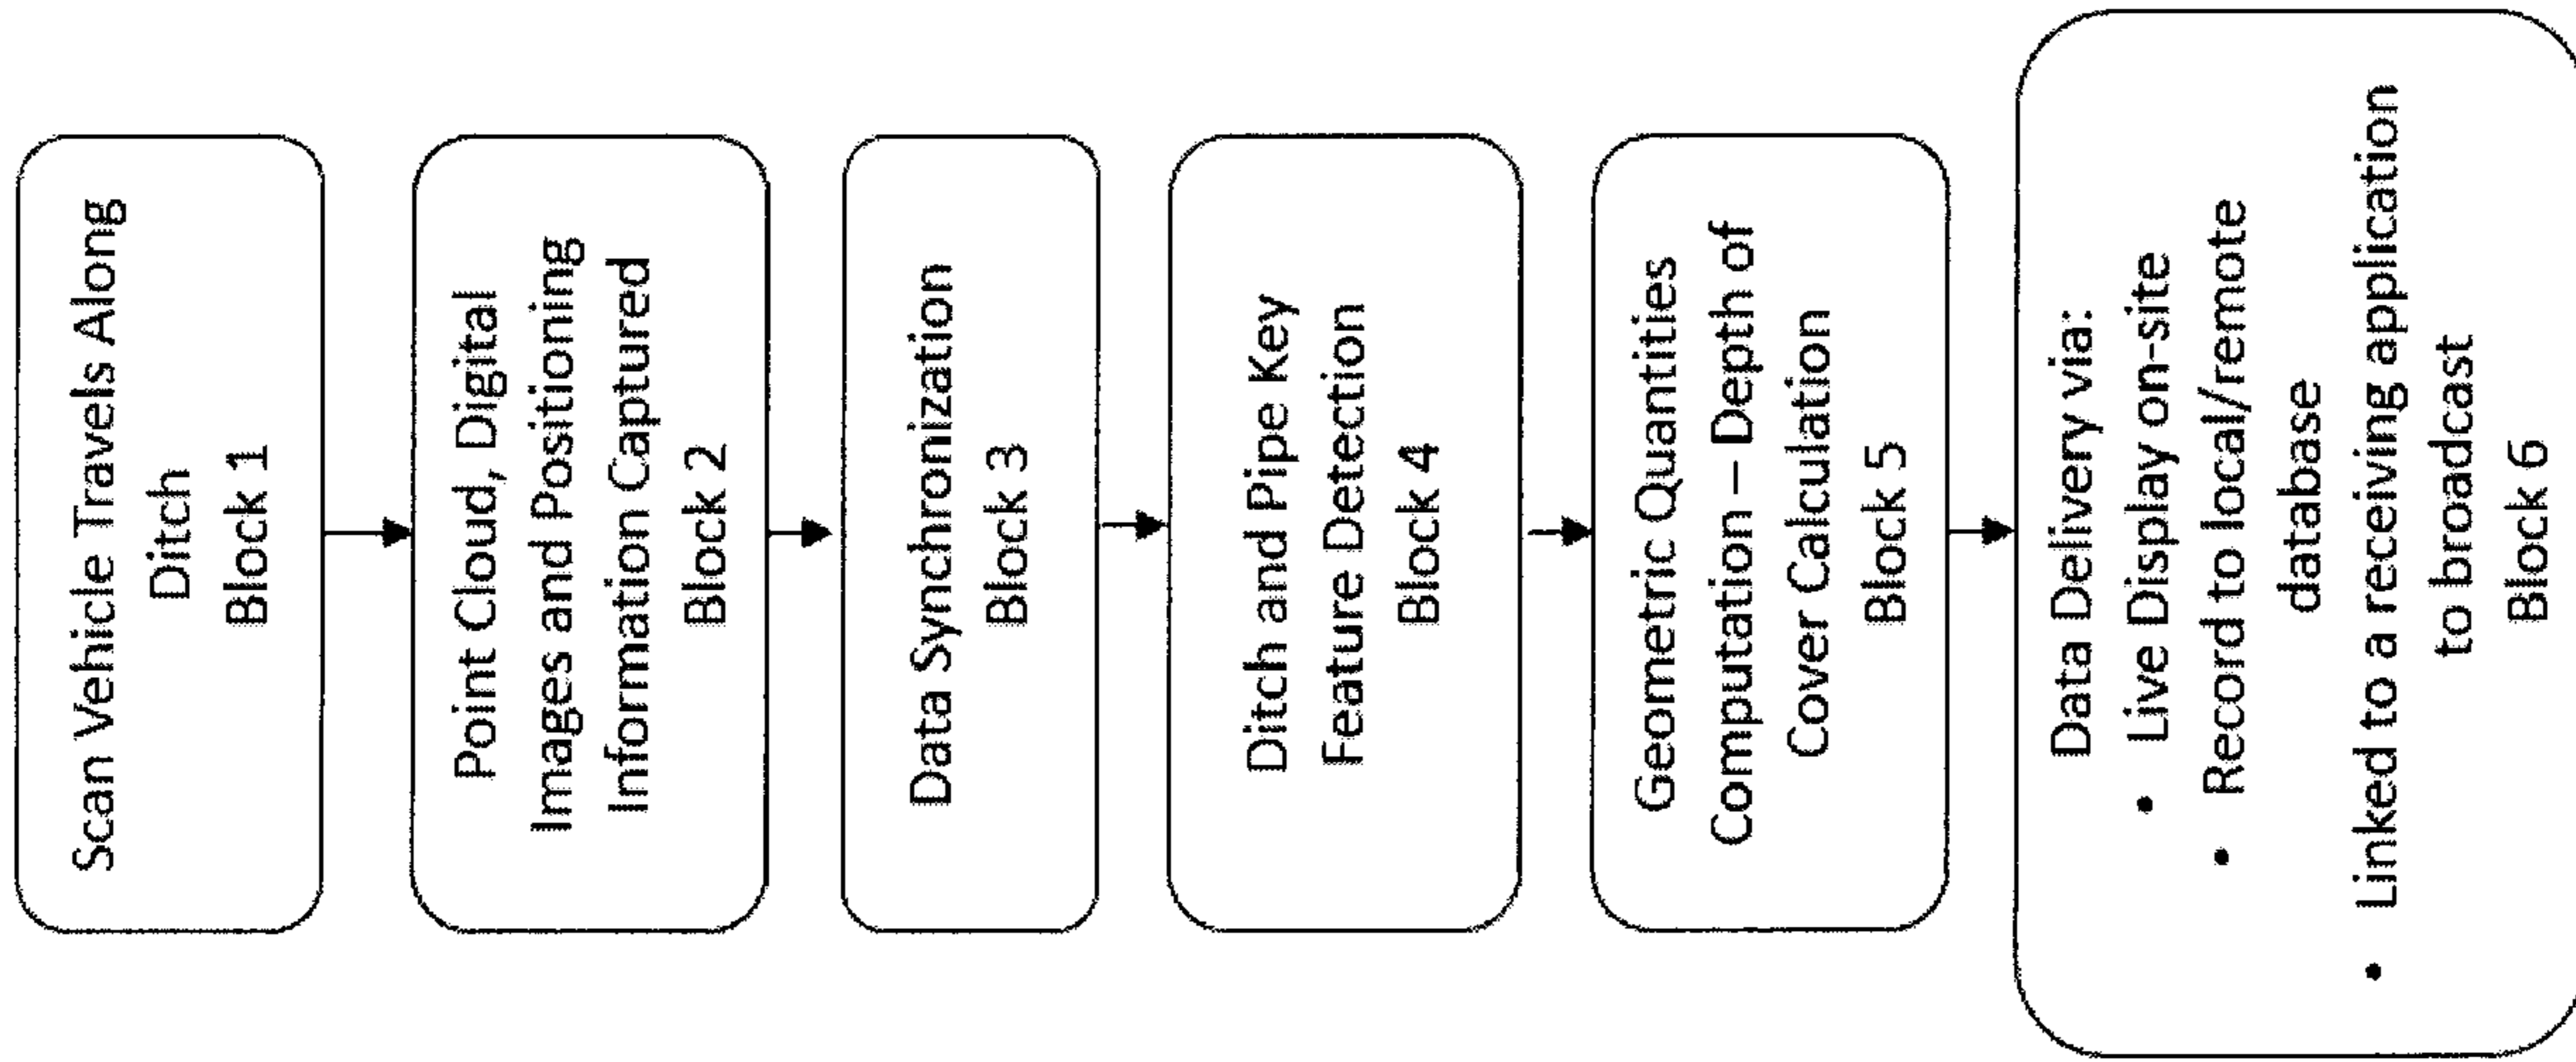 Scan Vehicle Travels Along
Ditch
Block 1
Point Cloud, Digital
Images and Positioning
Information Captured
Block 2
Data Synchronization
Block 3
Ditch and Pipe Key
Feature Detection
Block 4
Geometric Quantities
Computation – Depth of
Cover Calculation
Block 5
Data Delivery via:
• Live Display on-site
• Record to local/remote
database
• Linked to a receiving application
to broadcast
Block 6